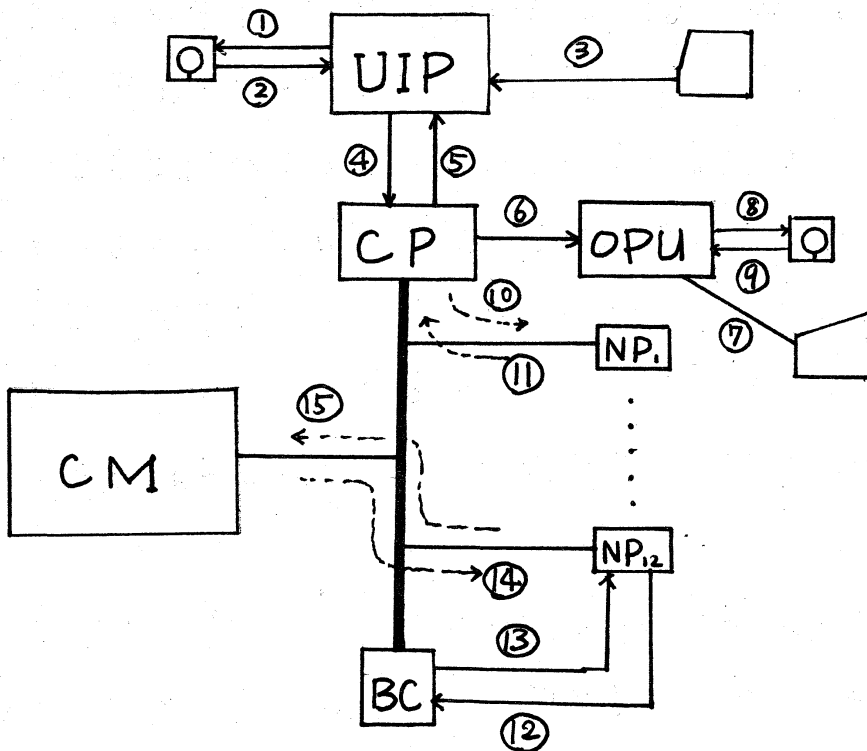 ①
UIP
③
②
④
⑤
CP
⑥
OPU
⑧
⑨
⑩
⑦
NP₁
⑪
⑮
CM
NP₁₂
⑭
⑬
BC
⑫